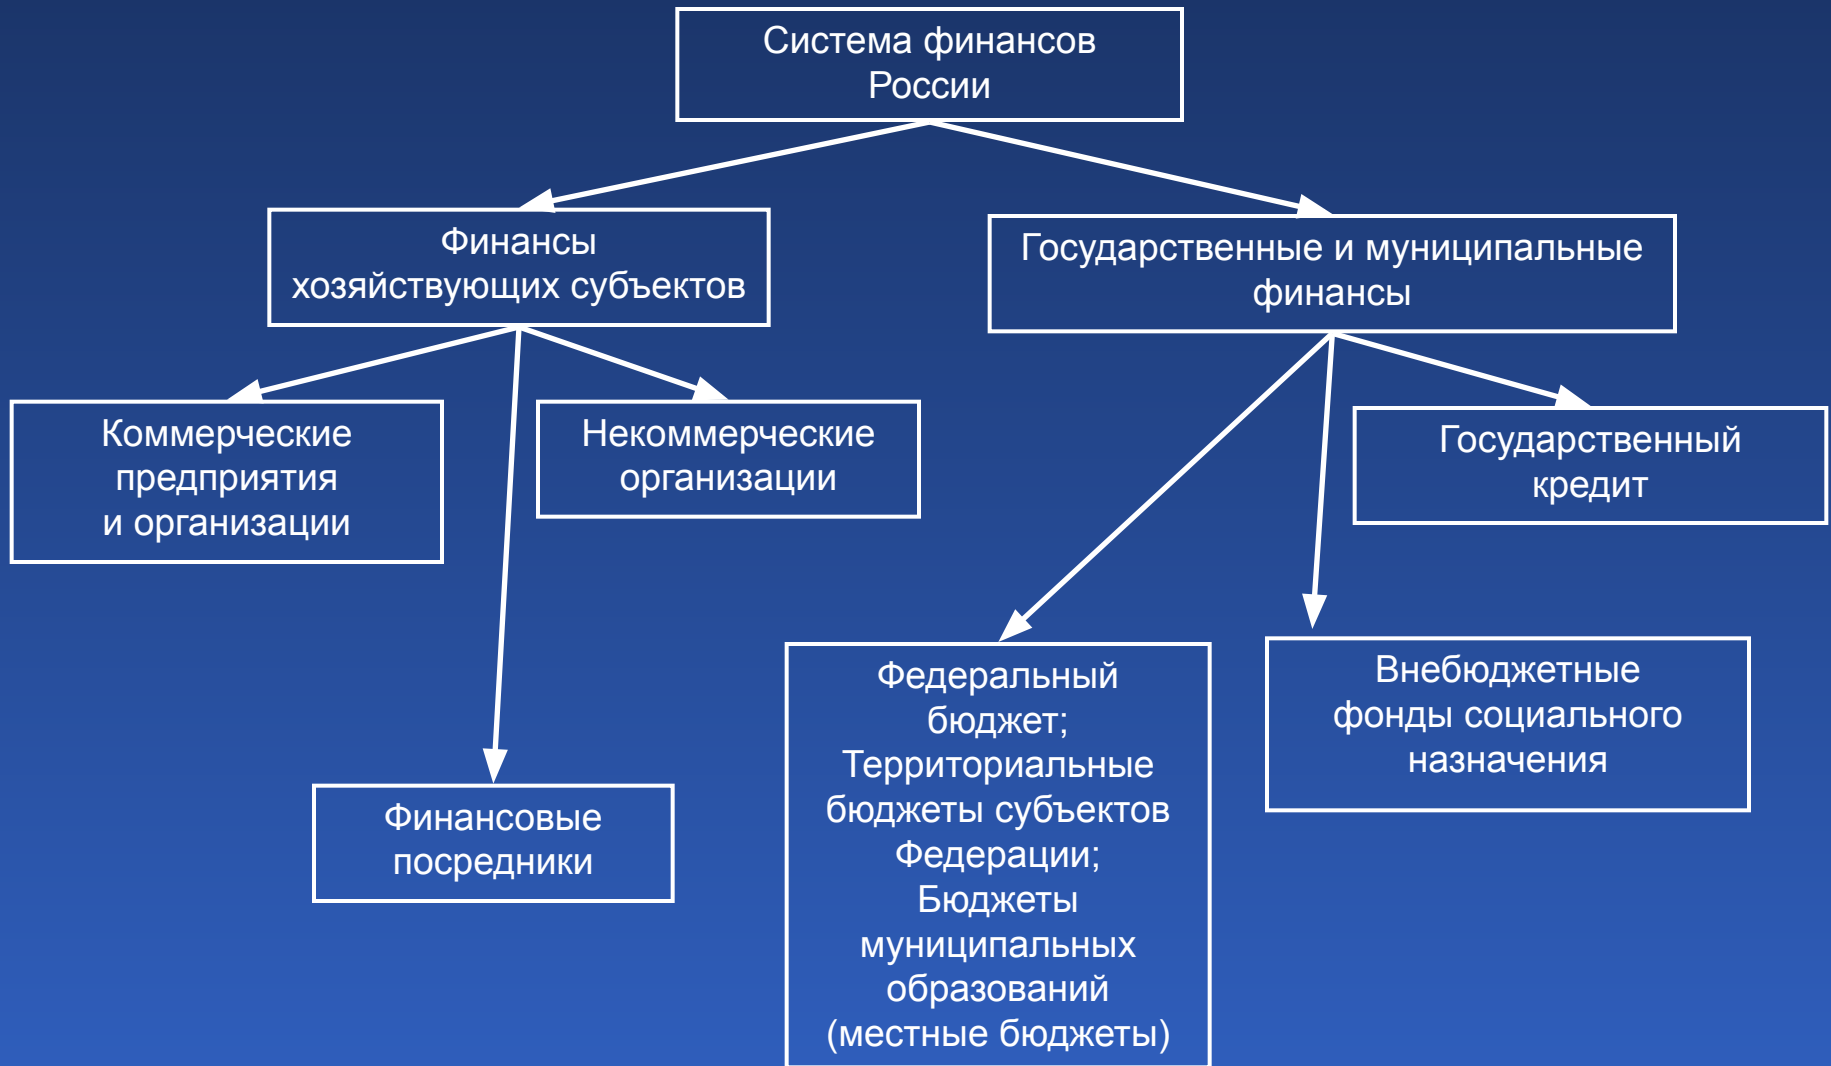 Система финансов
России
Финансы
хозяйствующих субъектов
Государственные и муниципальные
финансы
Коммерческие
предприятия
и организации
Некоммерческие
организации
Государственный
кредит
Финансовые
посредники
Федеральный
бюджет;
Территориальные
бюджеты субъектов
Федерации;
Бюджеты
муниципальных
образований
(местные бюджеты)
Внебюджетные
фонды социального
назначения